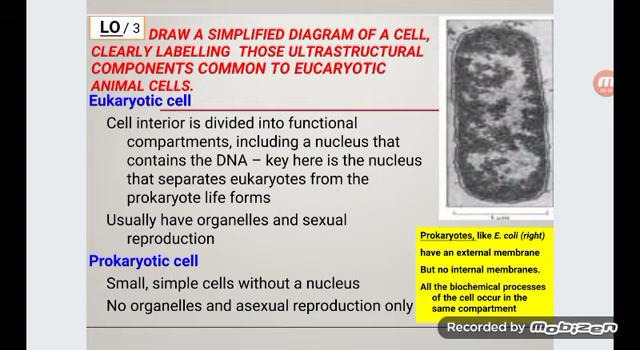 LO / 3
DRAW A SIMPLIFIED DIAGRAM OF A CELL,
CLEARLY LABELLING THOSE ULTRASTRUCTURAL
COMPONENTS COMMON TO EUCARYOTIC
ANIMAL CELLS.
Eukaryotic cell
Cell interior is divided into functional
compartments, including a nucleus that
contains the DNA – key here is the nucleus
that separates eukaryotes from the
prokaryote life forms
Usually have organelles and sexual
reproduction
Prokaryotic cell
Small, simple cells without a nucleus
No organelles and asexual reproduction only
Prokaryotes, like E. coli (right)
have an external membrane
But no internal membranes.
All the biochemical processes
of the cell occur in the
same compartment
Recorded by Mobizen